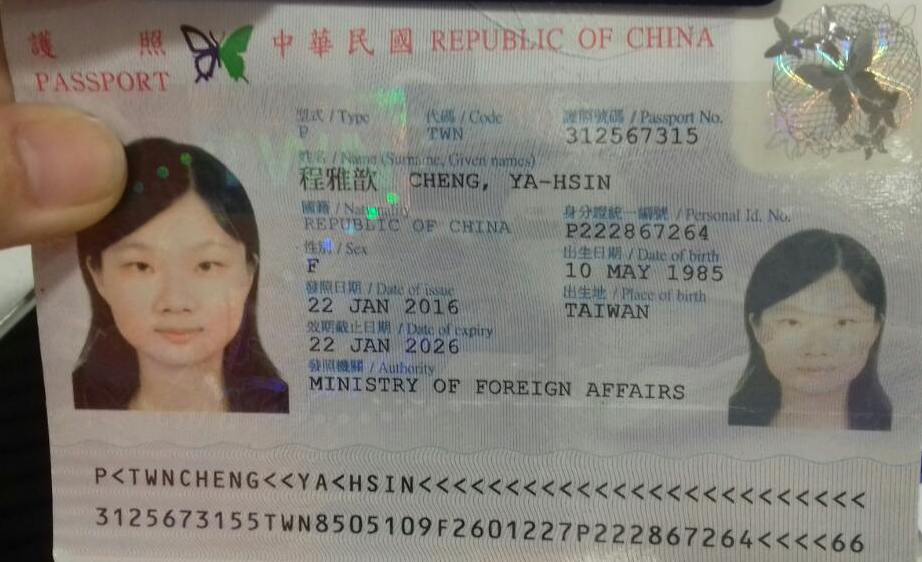 護 照 中華民國 REPUBLIC OF CHINA
PASSPORT
型式 / Type 代碼 / Code 護照號碼 / Passport No.
P TWN 312567315
姓名 / Name (Surname, Given names)
程雅歆 CHENG, YA-HSIN
國籍 / Nationality 身分證統一編號 / Personal Id. No.
REPUBLIC OF CHINA P222867264
性別 / Sex 出生日期 / Date of birth
F 10 MAY 1985
發照日期 / Date of issue 出生地 / Place of birth
22 JAN 2016 TAIWAN
效期截止日期 / Date of expiry
22 JAN 2026
發照機關 / Authority
MINISTRY OF FOREIGN AFFAIRS
P<TWNCHENG<<YA<HSIN<<<<<<<<<<<<<<<<<<<<<<<<<
3125673155TWN8505109F2601227P222867264<<<<66